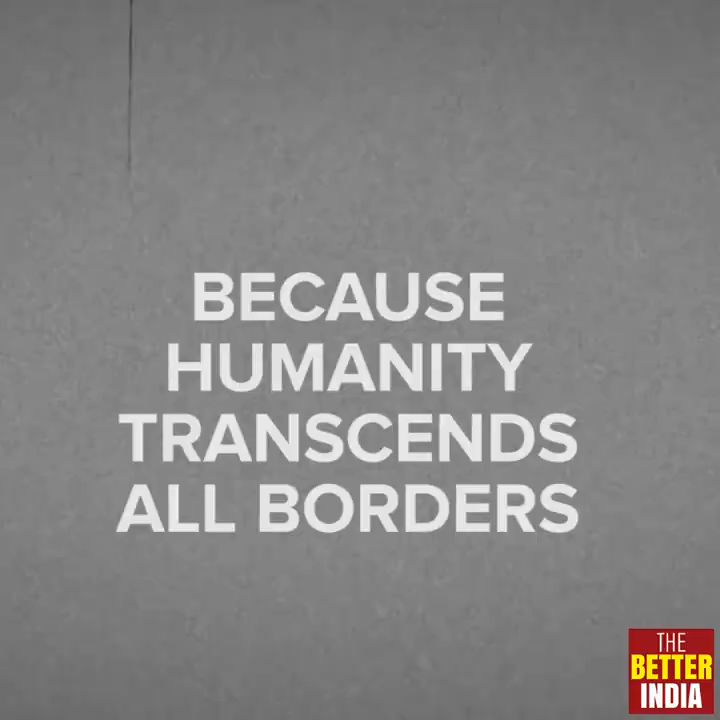 BECAUSE
HUMANITY
TRANSCENDS
ALL BORDERS
THE
BETTER
INDIA